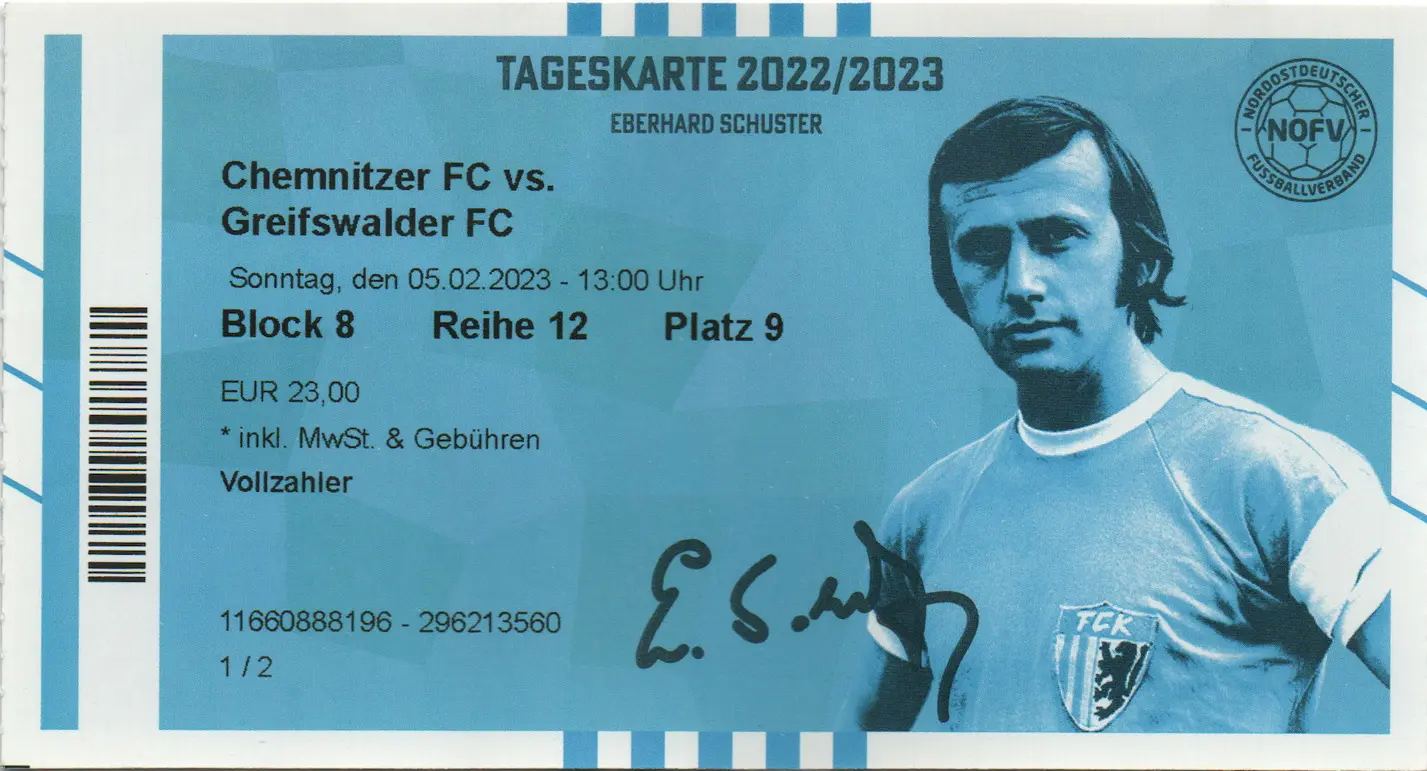 TAGESKARTE 2022/2023
EBERHARD SCHUSTER
NORDOSTDEUTSCHER
NOFV
FUSSBALLVERBAND
Chemnitzer FC vs.
Greifswalder FC
Sonntag, den 05.02.2023 - 13:00 Uhr
Block 8 Reihe 12 Platz 9
EUR 23,00
* inkl. MwSt. & Gebühren
Vollzahler
11660888196 - 296213560
1 / 2
FCK